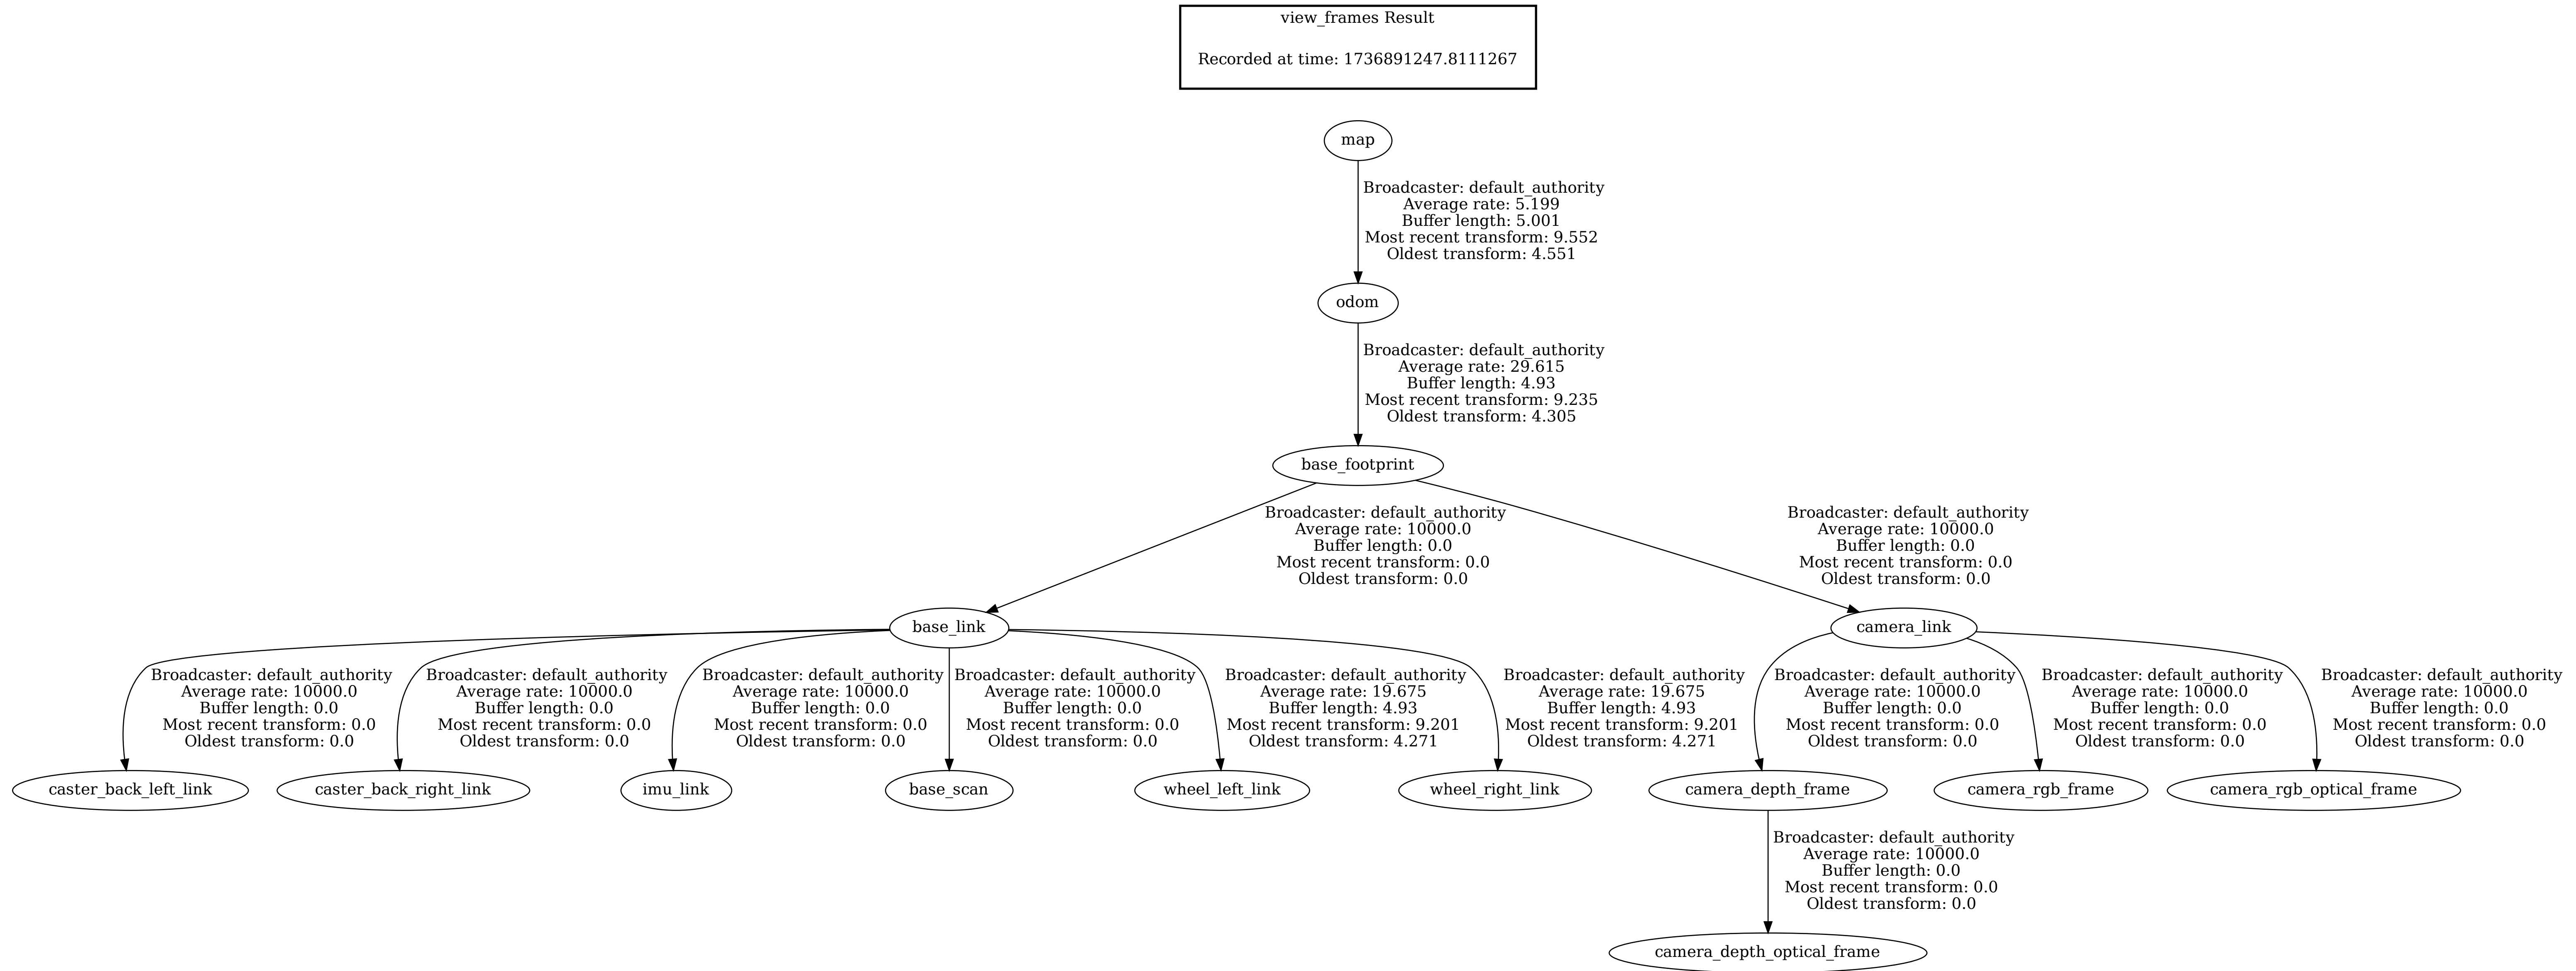 view_frames Result
Recorded at time: 1736891247.8111267
map
Broadcaster: default_authority
Average rate: 5.199
Buffer length: 5.001
Most recent transform: 9.552
Oldest transform: 4.551
odom
Broadcaster: default_authority
Average rate: 29.615
Buffer length: 4.93
Most recent transform: 9.235
Oldest transform: 4.305
base_footprint
Broadcaster: default_authority
Average rate: 10000.0
Buffer length: 0.0
Most recent transform: 0.0
Oldest transform: 0.0
Broadcaster: default_authority
Average rate: 10000.0
Buffer length: 0.0
Most recent transform: 0.0
Oldest transform: 0.0
base_link
camera_link
Broadcaster: default_authority
Average rate: 10000.0
Buffer length: 0.0
Most recent transform: 0.0
Oldest transform: 0.0
Broadcaster: default_authority
Average rate: 10000.0
Buffer length: 0.0
Most recent transform: 0.0
Oldest transform: 0.0
Broadcaster: default_authority
Average rate: 10000.0
Buffer length: 0.0
Most recent transform: 0.0
Oldest transform: 0.0
Broadcaster: default_authority
Average rate: 10000.0
Buffer length: 0.0
Most recent transform: 0.0
Oldest transform: 0.0
Broadcaster: default_authority
Average rate: 19.675
Buffer length: 4.93
Most recent transform: 9.201
Oldest transform: 4.271
Broadcaster: default_authority
Average rate: 19.675
Buffer length: 4.93
Most recent transform: 9.201
Oldest transform: 4.271
Broadcaster: default_authority
Average rate: 10000.0
Buffer length: 0.0
Most recent transform: 0.0
Oldest transform: 0.0
Broadcaster: default_authority
Average rate: 10000.0
Buffer length: 0.0
Most recent transform: 0.0
Oldest transform: 0.0
Broadcaster: default_authority
Average rate: 10000.0
Buffer length: 0.0
Most recent transform: 0.0
Oldest transform: 0.0
caster_back_left_link
caster_back_right_link
imu_link
base_scan
wheel_left_link
wheel_right_link
camera_depth_frame
camera_rgb_frame
camera_rgb_optical_frame
Broadcaster: default_authority
Average rate: 10000.0
Buffer length: 0.0
Most recent transform: 0.0
Oldest transform: 0.0
camera_depth_optical_frame